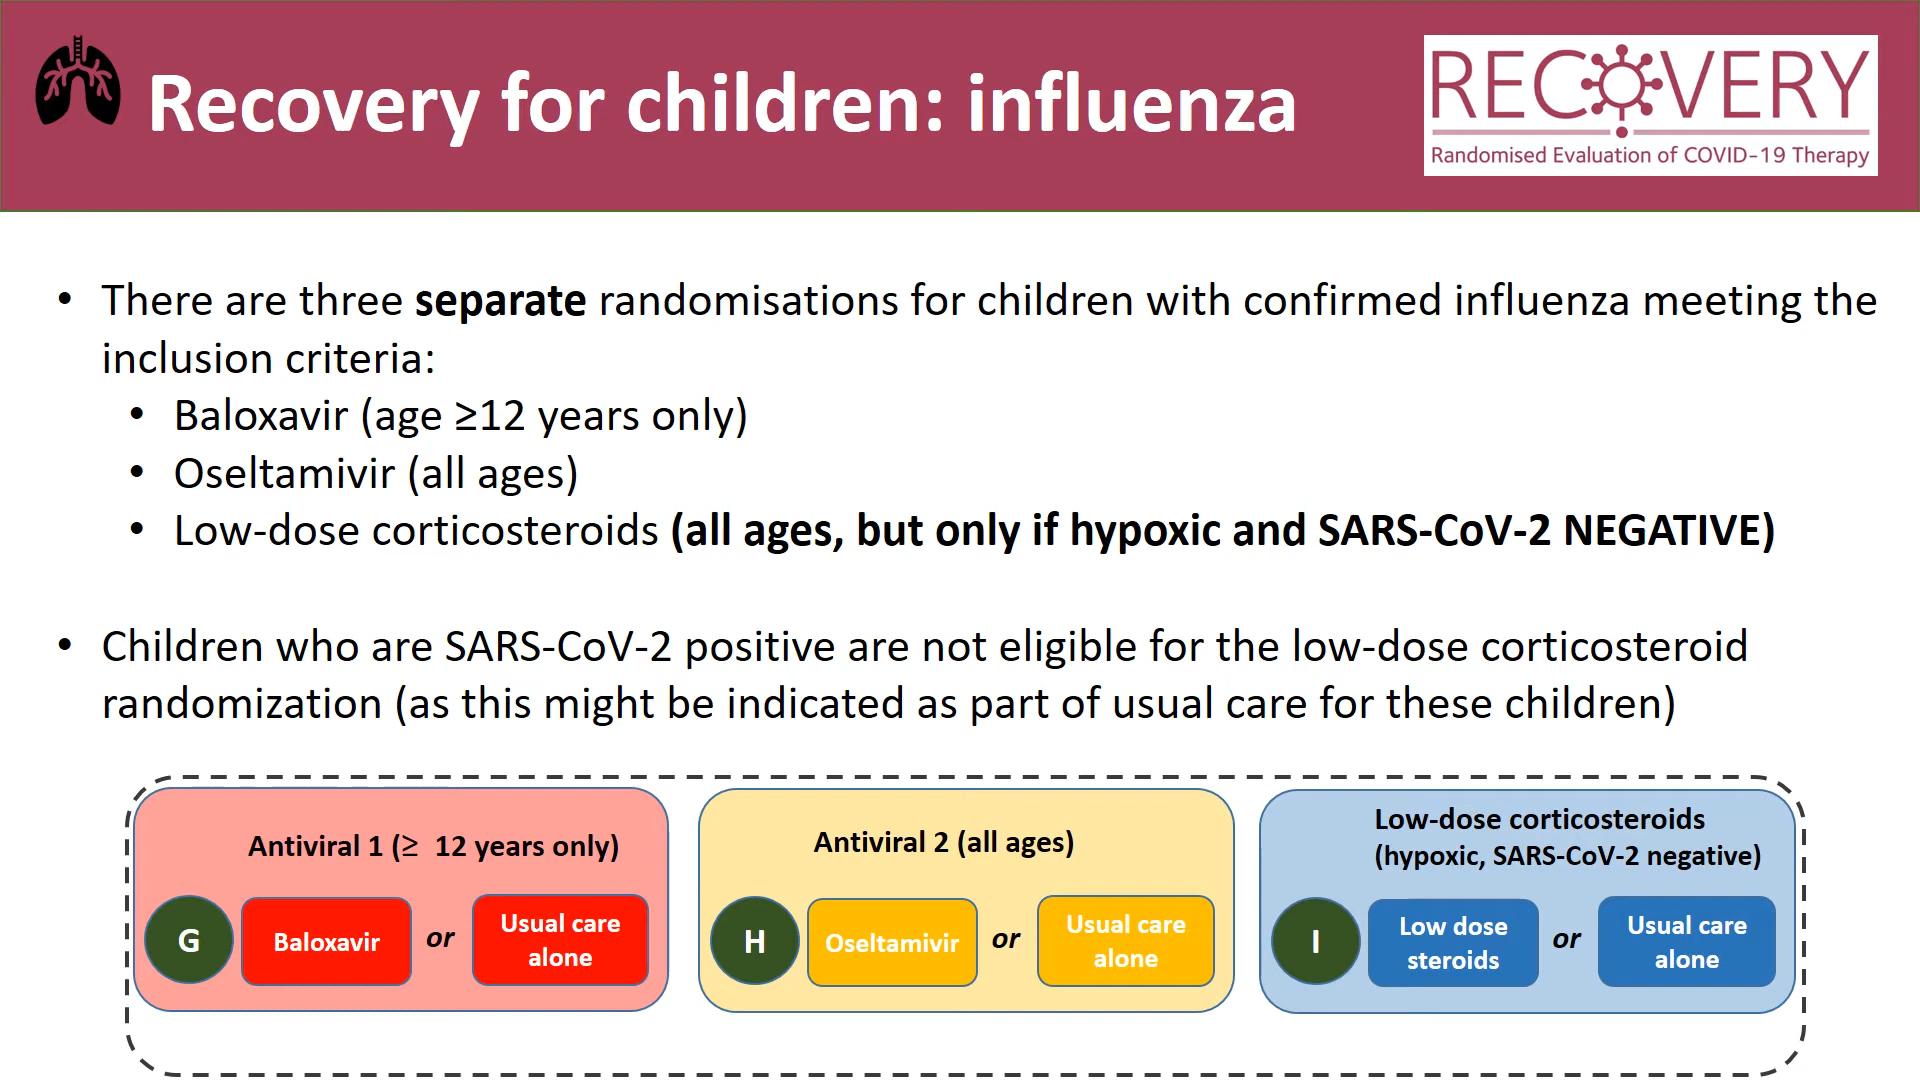 Recovery for children: influenza
RECOVERY
Randomised Evaluation of COVID-19 Therapy
• There are three separate randomisations for children with confirmed influenza meeting the
inclusion criteria:
• Baloxavir (age ≥12 years only)
• Oseltamivir (all ages)
• Low-dose corticosteroids (all ages, but only if hypoxic and SARS-CoV-2 NEGATIVE)
• Children who are SARS-CoV-2 positive are not eligible for the low-dose corticosteroid
randomization (as this might be indicated as part of usual care for these children)
Antiviral 1 (≥ 12 years only)
G
Baloxavir
or
Usual care
alone
Antiviral 2 (all ages)
H
Oseltamivir
or
Usual care
alone
Low-dose corticosteroids
(hypoxic, SARS-CoV-2 negative)
I
Low dose
steroids
or
Usual care
alone